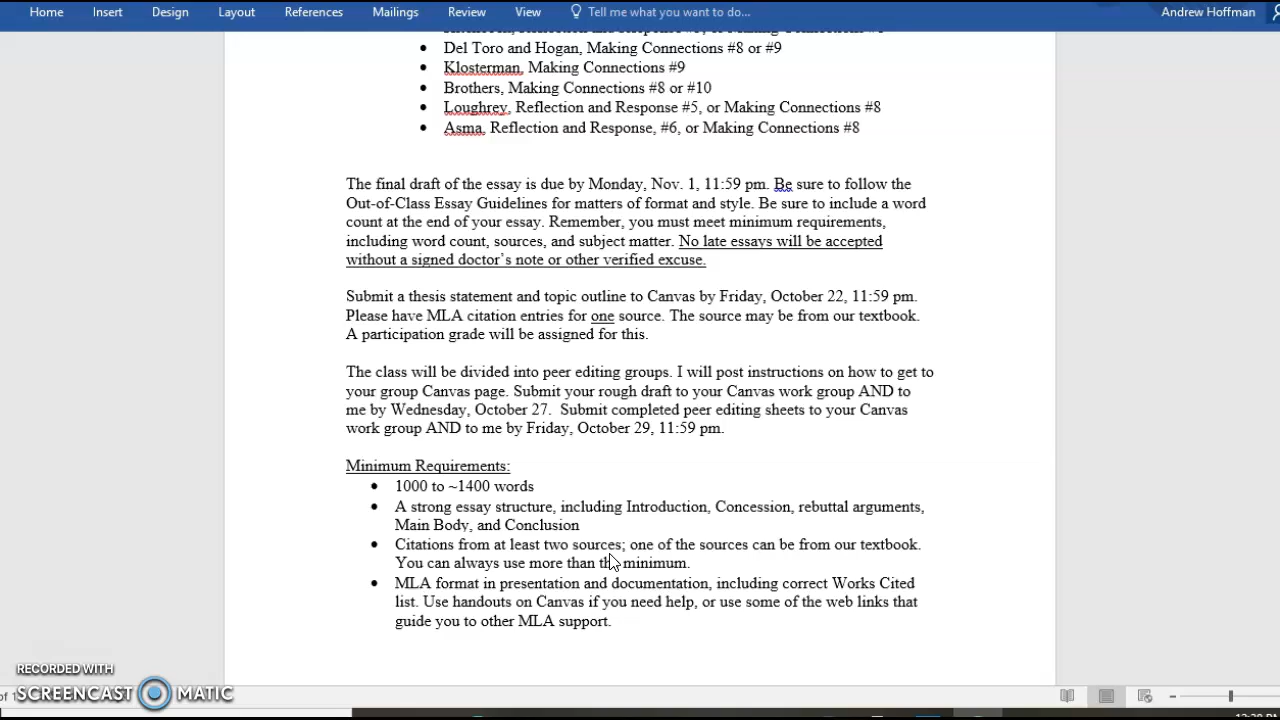 Home Insert Design Layout References Mailings Review View Tell me what you want to do... Andrew Hoffman
Del Toro and Hogan, Making Connections #8 or #9
Klosterman, Making Connections #9
Brothers, Making Connections #8 or #10
Loughrey, Reflection and Response #5, or Making Connections #8
Asma, Reflection and Response, #6, or Making Connections #8
The final draft of the essay is due by Monday, Nov. 1, 11:59 pm. Be sure to follow the
Out-of-Class Essay Guidelines for matters of format and style. Be sure to include a word
count at the end of your essay. Remember, you must meet minimum requirements,
including word count, sources, and subject matter. No late essays will be accepted
without a signed doctor's note or other verified excuse.
Submit a thesis statement and topic outline to Canvas by Friday, October 22, 11:59 pm.
Please have MLA citation entries for one source. The source may be from our textbook.
A participation grade will be assigned for this.
The class will be divided into peer editing groups. I will post instructions on how to get to
your group Canvas page. Submit your rough draft to your Canvas work group AND to
me by Wednesday, October 27. Submit completed peer editing sheets to your Canvas
work group AND to me by Friday, October 29, 11:59 pm.
Minimum Requirements:
1000 to ~1400 words
A strong essay structure, including Introduction, Concession, rebuttal arguments,
Main Body, and Conclusion
Citations from at least two sources; one of the sources can be from our textbook.
You can always use more than the minimum.
MLA format in presentation and documentation, including correct Works Cited
list. Use handouts on Canvas if you need help, or use some of the web links that
guide you to other MLA support.
RECORDED WITH
SCREENCAST MATIC
of 1